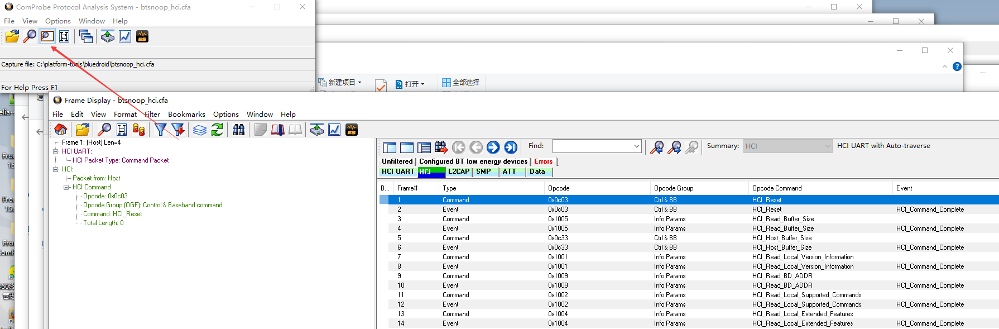 ComProbe Protocol Analysis System - btsnoop_hci.cfa
File View Options Window Help
ES
Capture file: C:\platform-tools\bluedroid\btsnoop_hci.cfa
For Help Press F1
新建项目
打开
全部选择
速
Frame Display - btsnoop_hci.cfa
File Edit View Format Filter Bookmarks Options Window Help
ES
Frame 1: (Host) Len=4
HCI UART:
HCI Packet Type: Command Packet
HCI:
Packet from: Host
HCI Command
Opcode: 0x0c03
Opcode Group (OGF): Control & Baseband command
Command: HCI_Reset
Total Length: 0
Find:
Summary: HCI HCI UART with Auto-traverse
Unfiltered Configured BT low energy devices Errors
HCI UART HCI L2CAP SMP ATT Data
B... Frame# Type Opcode Opcode Group Opcode Command Event
1 Command 0x0c03 Ctrl & BB HCI_Reset
2 Event 0x0c03 Ctrl & BB HCI_Reset HCI_Command_Complete
3 Command 0x1005 Info Params HCI_Read_Buffer_Size
4 Event 0x1005 Info Params HCI_Read_Buffer_Size HCI_Command_Complete
5 Command 0x0c33 Ctrl & BB HCI_Host_Buffer_Size
6 Event 0x0c33 Ctrl & BB HCI_Host_Buffer_Size HCI_Command_Complete
7 Command 0x1001 Info Params HCI_Read_Local_Version_Information
8 Event 0x1001 Info Params HCI_Read_Local_Version_Information HCI_Command_Complete
9 Command 0x1009 Info Params HCI_Read_BD_ADDR
10 Event 0x1009 Info Params HCI_Read_BD_ADDR HCI_Command_Complete
11 Command 0x1002 Info Params HCI_Read_Local_Supported_Commands
12 Event 0x1002 Info Params HCI_Read_Local_Supported_Commands HCI_Command_Complete
13 Command 0x1004 Info Params HCI_Read_Local_Extended_Features
14 Event 0x1004 Info Params HCI_Read_Local_Extended_Features HCI_Command_Complete